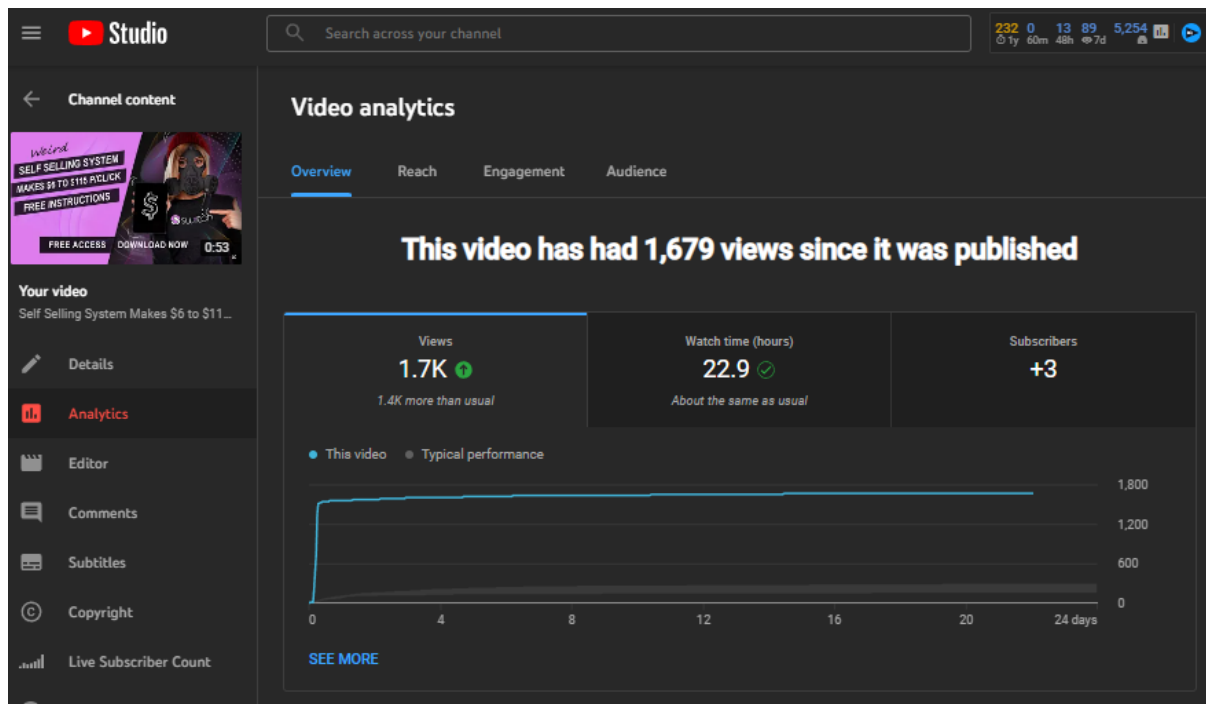 Studio
Search across your channel
232 0 13 89 5,254
1y 60m 48h 7d
Channel content
Weird
SELF SELLING SYSTEM
MAKES $6 TO $115 P/CLICK
FREE INSTRUCTIONS
$
FREE ACCESS DOWNLOAD NOW 0:53
Your video
Self Selling System Makes $6 to $11...
Details
Analytics
Editor
Comments
Subtitles
Copyright
Live Subscriber Count
Video analytics
Overview Reach Engagement Audience
This video has had 1,679 views since it was published
Views
1.7K
1.4K more than usual
Watch time (hours)
22.9
About the same as usual
Subscribers
+3
This video Typical performance
1,800
1,200
600
0
0 4 8 12 16 20 24 days
SEE MORE